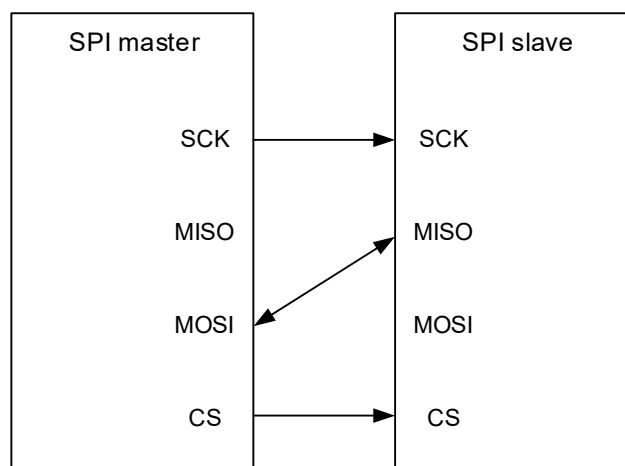 SPI master
SPI slave
SCK
SCK
MISO
MISO
MOSI
MOSI
CS
CS